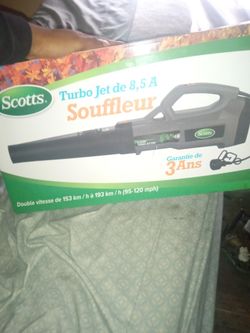 Scotts
Turbo Jet de 8,5 A
Souffleur
Scotts
Garantie de
3 Ans
Double vitesse de 153 km / h à 193 km / h (95-120 mph)